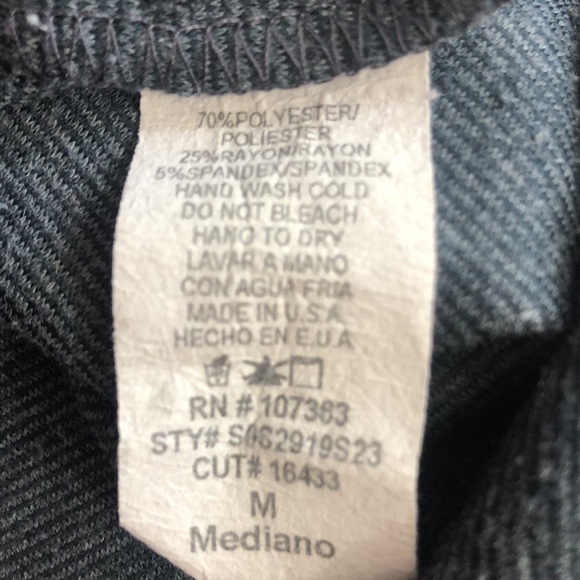 70%POLYESTER/
POLIESTER
25%RAYON/RAYON
5%SPANDEX/SPANDEX
HAND WASH COLD
DO NOT BLEACH
HANG TO DRY
LAVAR A MANO
CON AGUA FRIA
MADE IN U.S.A
HECHO EN E.U.A
RN # 107363
STY# S0S2919S23
CUT# 16433
M
Mediano